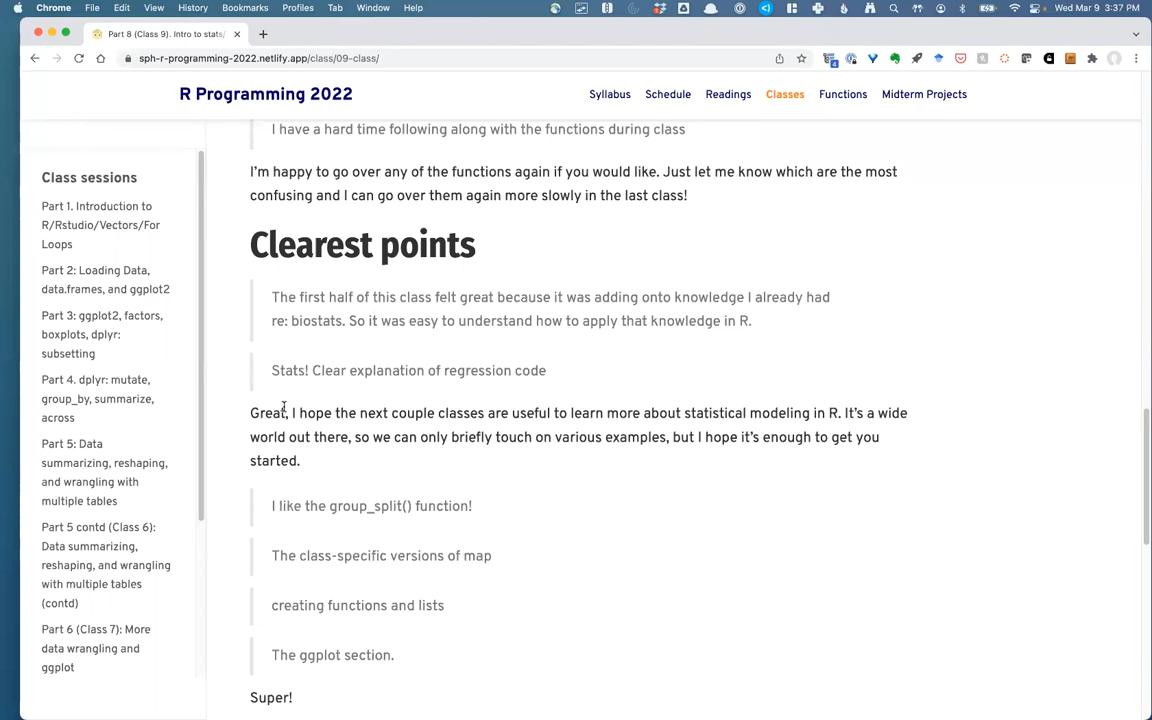 Chrome File Edit View History Bookmarks Profiles Tab Window Help Wed Mar 9 3:37 PM
Part 8 (Class 9). Intro to stats/
sph-r-programming-2022.netlify.app/class/09-class/
R Programming 2022
Syllabus Schedule Readings Classes Functions Midterm Projects
I have a hard time following along with the functions during class
I'm happy to go over any of the functions again if you would like. Just let me know which are the most
confusing and I can go over them again more slowly in the last class!
Clearest points
The first half of this class felt great because it was adding onto knowledge I already had
re: biostats. So it was easy to understand how to apply that knowledge in R.
Stats! Clear explanation of regression code
Great, I hope the next couple classes are useful to learn more about statistical modeling in R. It's a wide
world out there, so we can only briefly touch on various examples, but I hope it's enough to get you
started.
I like the group_split() function!
The class-specific versions of map
creating functions and lists
The ggplot section.
Super!
Class sessions
Part 1. Introduction to
R/Rstudio/Vectors/For
Loops
Part 2: Loading Data,
data.frames, and ggplot2
Part 3: ggplot2, factors,
boxplots, dplyr:
subsetting
Part 4. dplyr: mutate,
group_by, summarize,
across
Part 5: Data
summarizing, reshaping,
and wrangling with
multiple tables
Part 5 contd (Class 6):
Data summarizing,
reshaping, and wrangling
with multiple tables
(contd)
Part 6 (Class 7): More
data wrangling and
ggplot